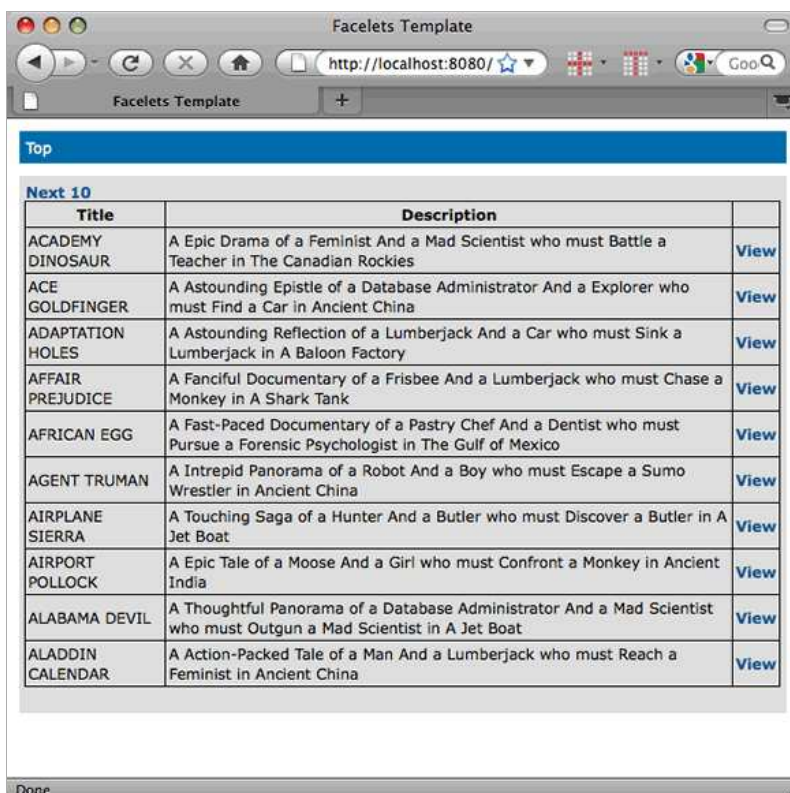 Facelets Template
http://localhost:8080/
Goo
Facelets Template +
Top
Next 10
Title Description
ACADEMY DINOSAUR A Epic Drama of a Feminist And a Mad Scientist who must Battle a Teacher in The Canadian Rockies View
ACE GOLDFINGER A Astounding Epistle of a Database Administrator And a Explorer who must Find a Car in Ancient China View
ADAPTATION HOLES A Astounding Reflection of a Lumberjack And a Car who must Sink a Lumberjack in A Baloon Factory View
AFFAIR PREJUDICE A Fanciful Documentary of a Frisbee And a Lumberjack who must Chase a Monkey in A Shark Tank View
AFRICAN EGG A Fast-Paced Documentary of a Pastry Chef And a Dentist who must Pursue a Forensic Psychologist in The Gulf of Mexico View
AGENT TRUMAN A Intrepid Panorama of a Robot And a Boy who must Escape a Sumo Wrestler in Ancient China View
AIRPLANE SIERRA A Touching Saga of a Hunter And a Butler who must Discover a Butler in A Jet Boat View
AIRPORT POLLOCK A Epic Tale of a Moose And a Girl who must Confront a Monkey in Ancient India View
ALABAMA DEVIL A Thoughtful Panorama of a Database Administrator And a Mad Scientist who must Outgun a Mad Scientist in A Jet Boat View
ALADDIN CALENDAR A Action-Packed Tale of a Man And a Lumberjack who must Reach a Feminist in Ancient China View
Done